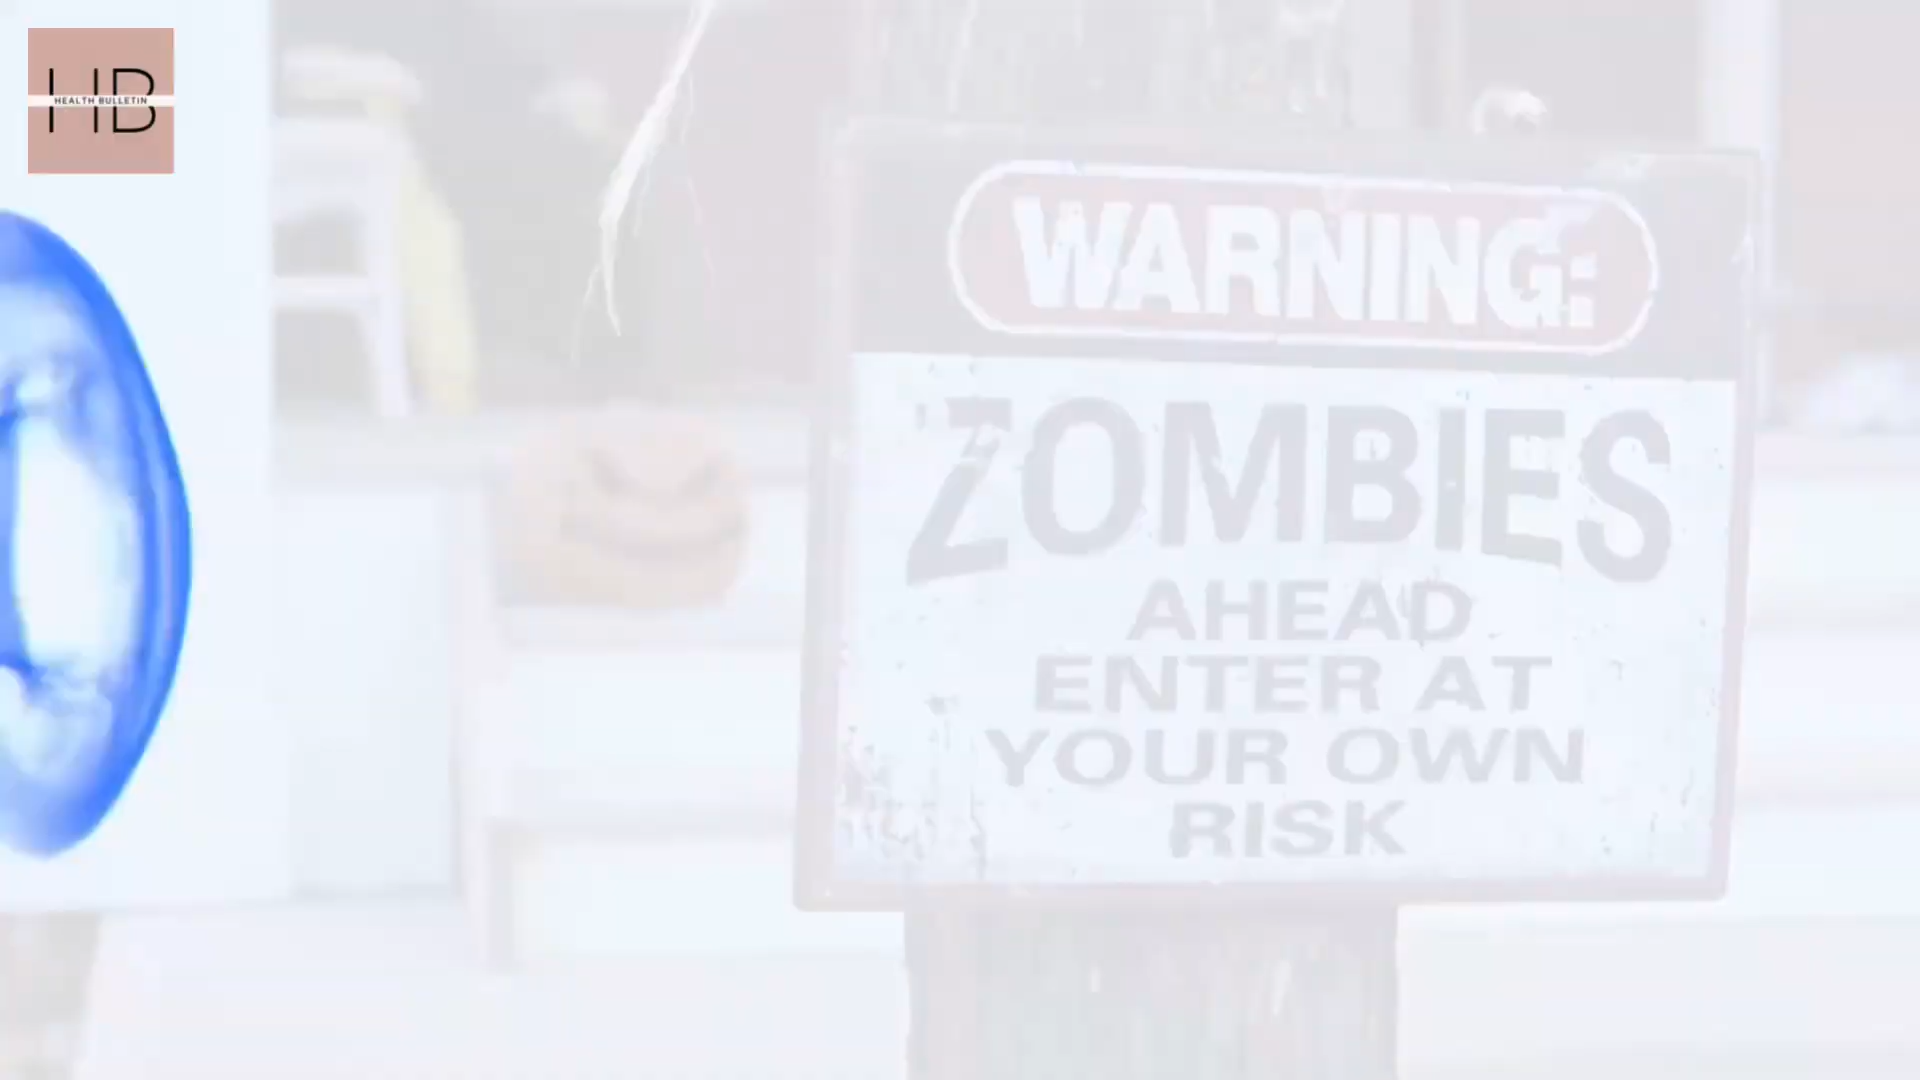 HB
HEALTH BULLETIN
WARNING:
ZOMBIES
AHEAD
ENTER AT
YOUR OWN
RISK